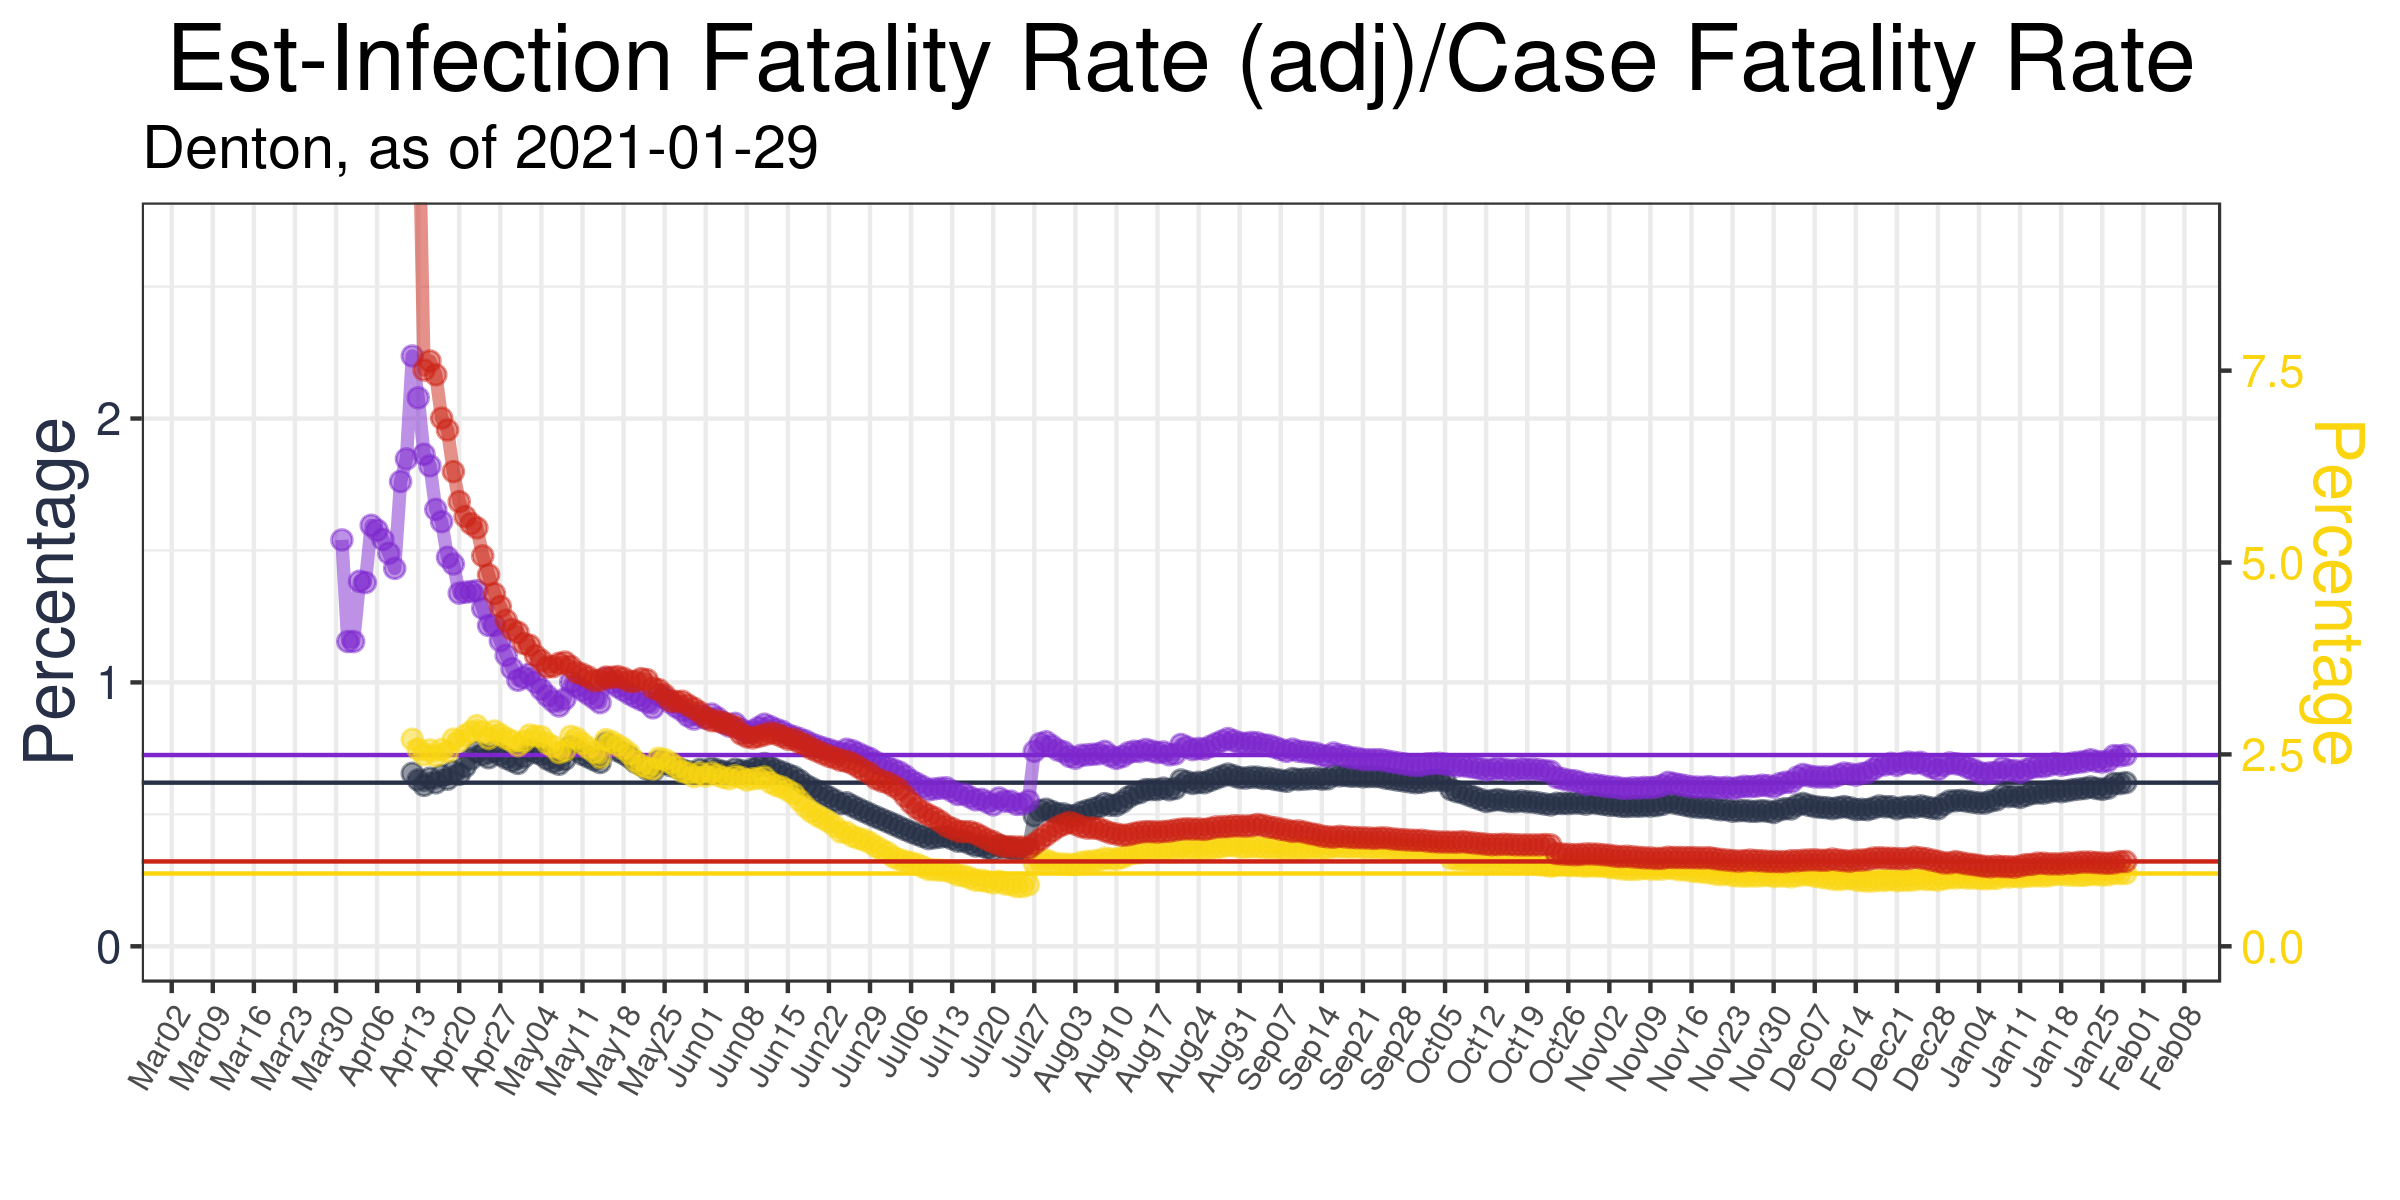 Est-Infection Fatality Rate (adj)/Case Fatality Rate
Denton, as of 2021-01-29
Percentage
2
1
0
7.5
5.0
2.5
0.0
Percentage
Mar02
Mar09
Mar16
Mar23
Mar30
Apr06
Apr13
Apr20
Apr27
May04
May11
May18
May25
Jun01
Jun08
Jun15
Jun22
Jun29
Jul06
Jul13
Jul20
Jul27
Aug03
Aug10
Aug17
Aug24
Aug31
Sep07
Sep14
Sep21
Sep28
Oct05
Oct12
Oct19
Oct26
Nov02
Nov09
Nov16
Nov23
Nov30
Dec07
Dec14
Dec21
Dec28
Jan04
Jan11
Jan18
Jan25
Feb01
Feb08